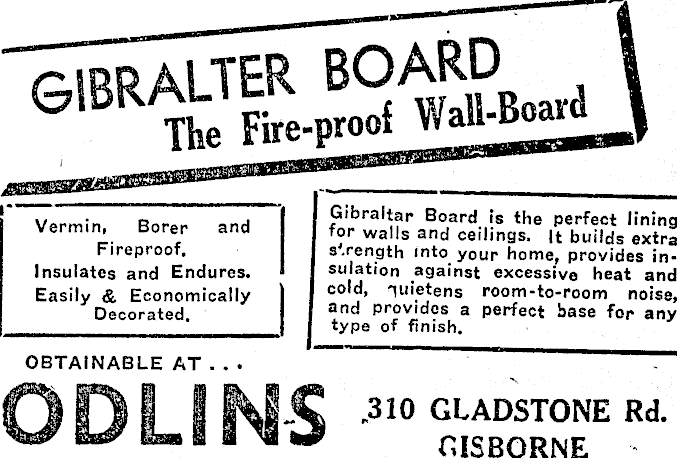 GIBRALTER BOARD
The Fire-proof Wall-Board
Vermin, Borer and
Fireproof.
Insulates and Endures.
Easily & Economically
Decorated.
Gibraltar Board is the perfect lining
for walls and ceilings. It builds extra
strength into your home, provides in-
sulation against excessive heat and
cold, quietens room-to-room noise,
and provides a perfect base for any
type of finish.
OBTAINABLE AT . . .
ODLINS
310 GLADSTONE Rd.
GISBORNE